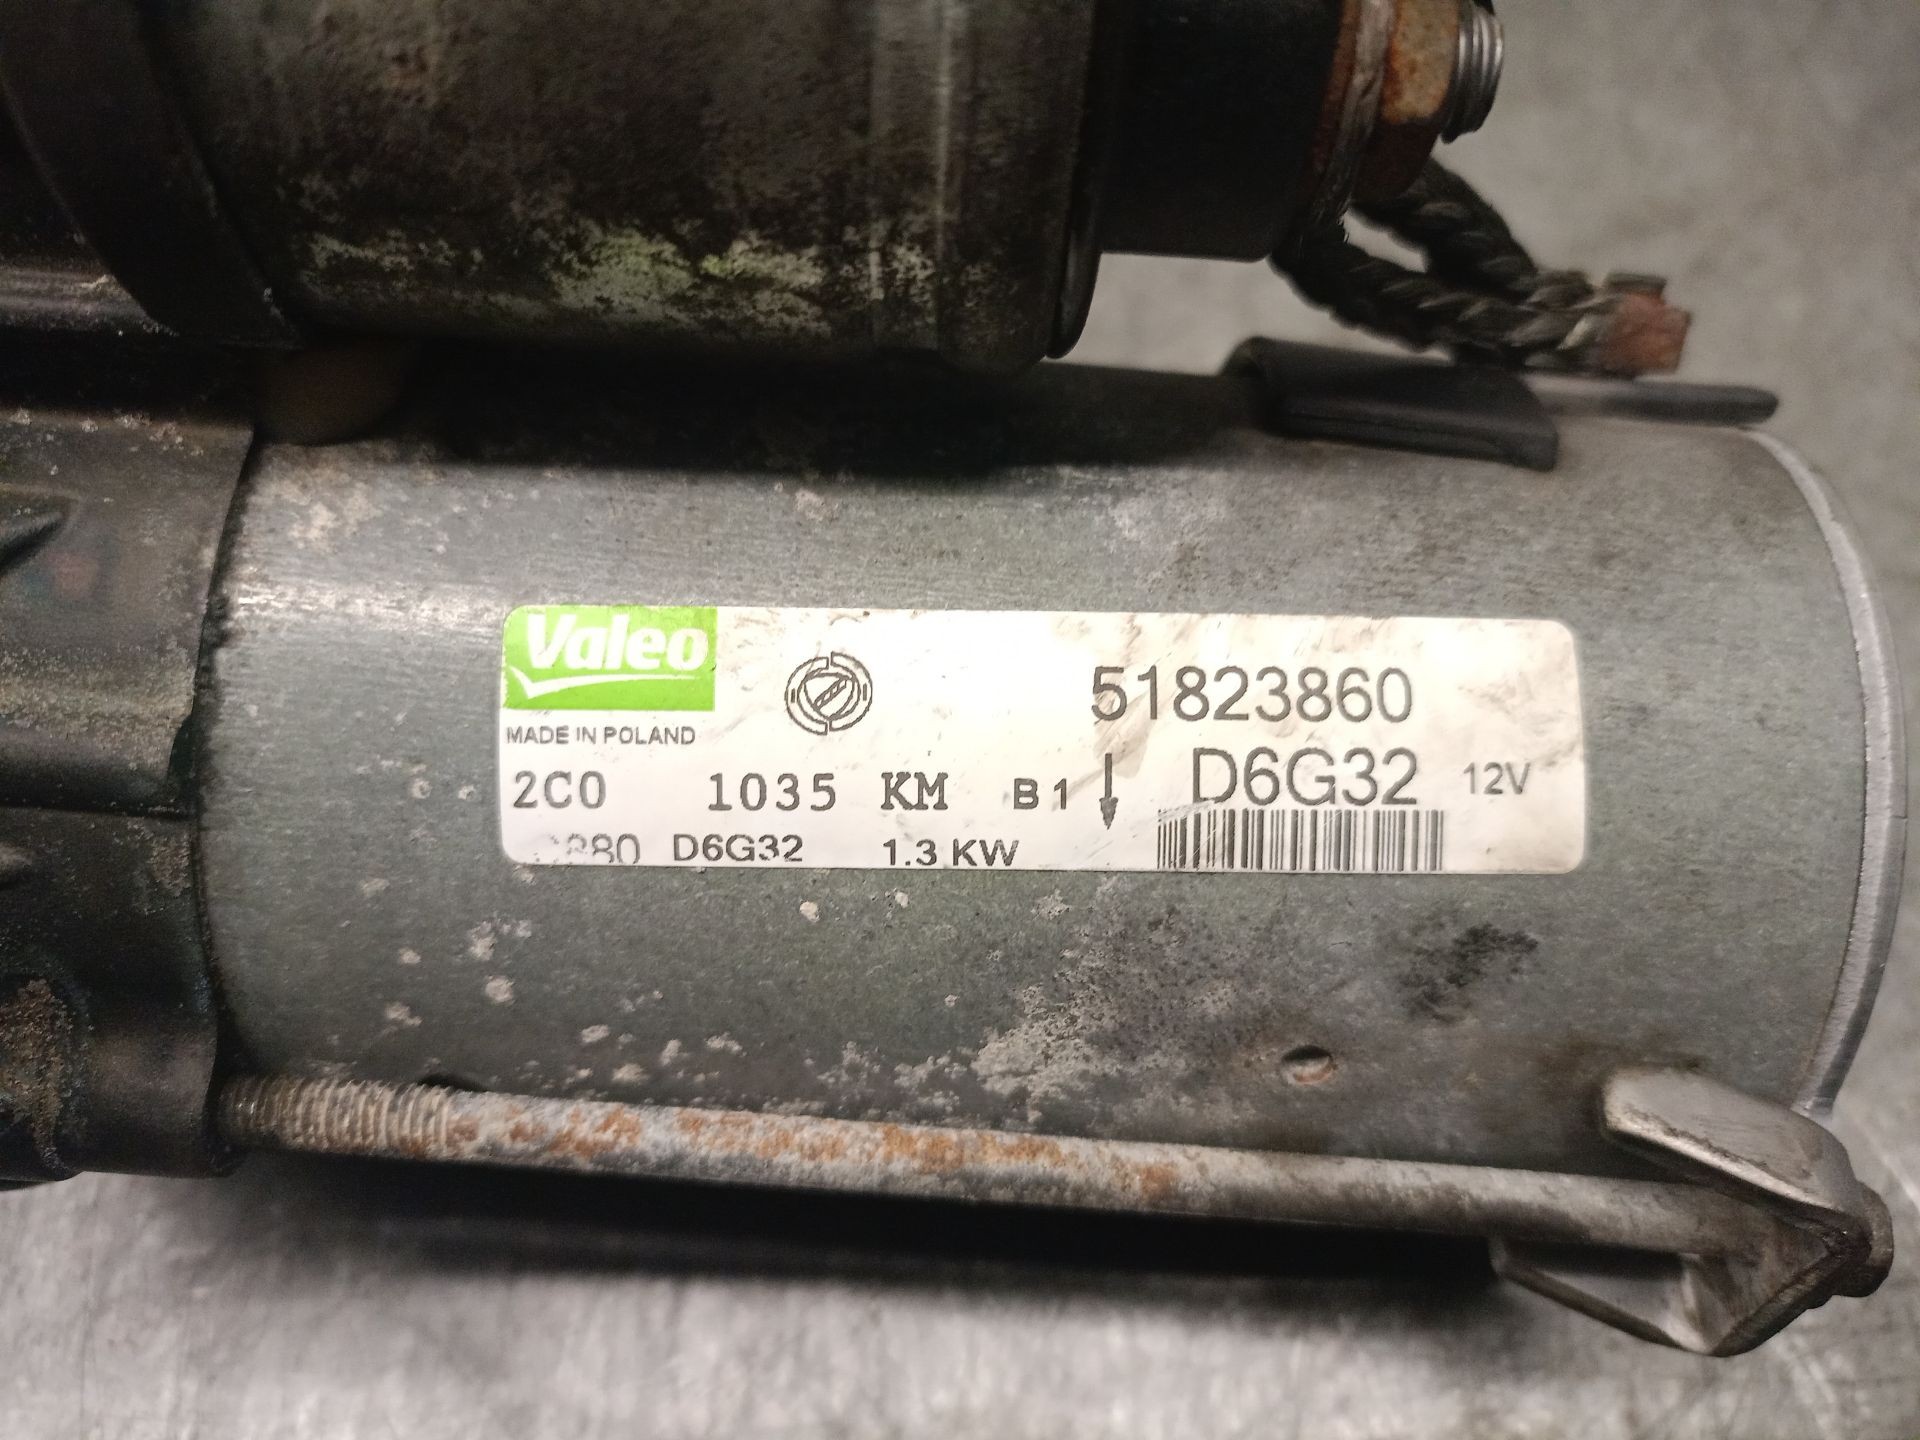 Valeo
51823860
MADE IN POLAND
D6G32 12V
2C0 1035 KM B1
D6G32 1.3 KW